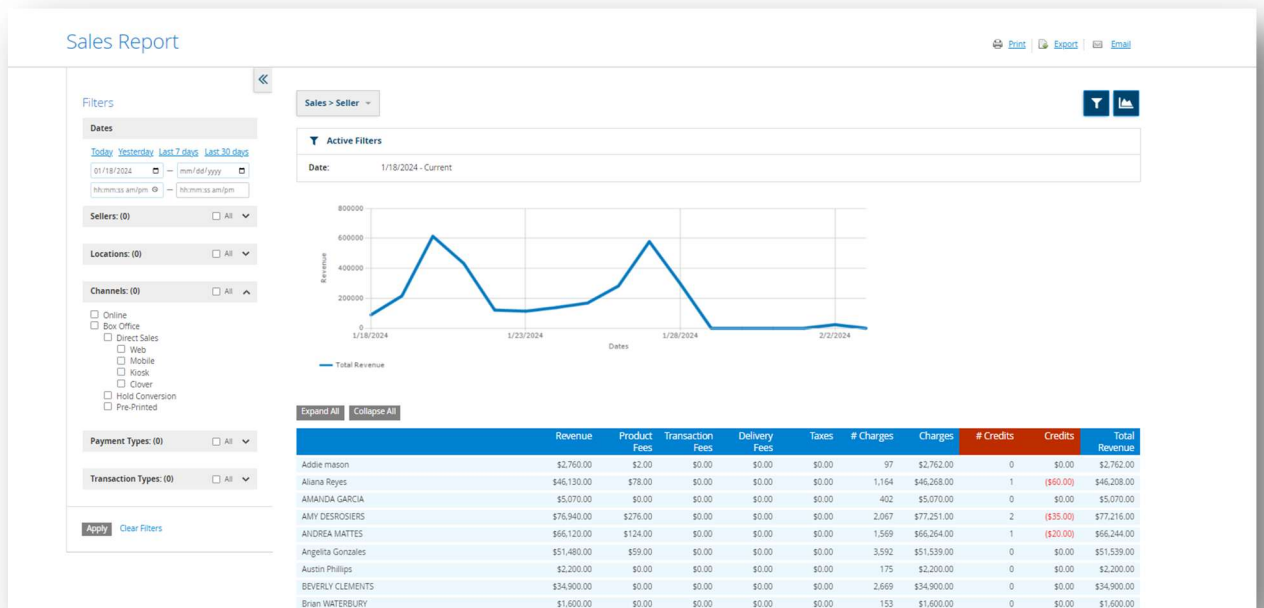 Sales Report
Print Export Email
Filters
Dates
Today Yesterday Last 7 days Last 30 days
01/18/2024 – mm/dd/yyyy
hh:mm:ss am/pm – hh:mm:ss am/pm
Sellers: (0) All
Locations: (0) All
Channels: (0) All
Online
Box Office
Direct Sales
Web
Mobile
Kiosk
Clover
Hold Conversion
Pre-Printed
Payment Types: (0) All
Transaction Types: (0) All
Apply Clear Filters
Sales > Seller
Active Filters
Date: 1/18/2024 - Current
800000
600000
400000
200000
0
Revenue
1/18/2024 1/23/2024 1/28/2024 2/2/2024
Dates
Total Revenue
Expand All Collapse All
Revenue Product Fees Transaction Fees Delivery Fees Taxes # Charges Charges # Credits Credits Total Revenue
Addie mason $2,760.00 $2.00 $0.00 $0.00 $0.00 97 $2,762.00 0 $0.00 $2,762.00
Aliana Reyes $46,130.00 $78.00 $0.00 $0.00 $0.00 1,164 $46,268.00 1 ($60.00) $46,208.00
AMANDA GARCIA $5,070.00 $0.00 $0.00 $0.00 $0.00 402 $5,070.00 0 $0.00 $5,070.00
AMY DESROSIERS $76,940.00 $276.00 $0.00 $0.00 $0.00 2,067 $77,251.00 2 ($35.00) $77,216.00
ANDREA MATTES $66,120.00 $124.00 $0.00 $0.00 $0.00 1,569 $66,264.00 1 ($20.00) $66,244.00
Angelita Gonzales $51,480.00 $59.00 $0.00 $0.00 $0.00 3,592 $51,539.00 0 $0.00 $51,539.00
Austin Phillips $2,200.00 $0.00 $0.00 $0.00 $0.00 175 $2,200.00 0 $0.00 $2,200.00
BEVERLY CLEMENTS $34,900.00 $0.00 $0.00 $0.00 $0.00 2,669 $34,900.00 0 $0.00 $34,900.00
Brian WATERBURY $1,600.00 $0.00 $0.00 $0.00 $0.00 153 $1,600.00 0 $0.00 $1,600.00